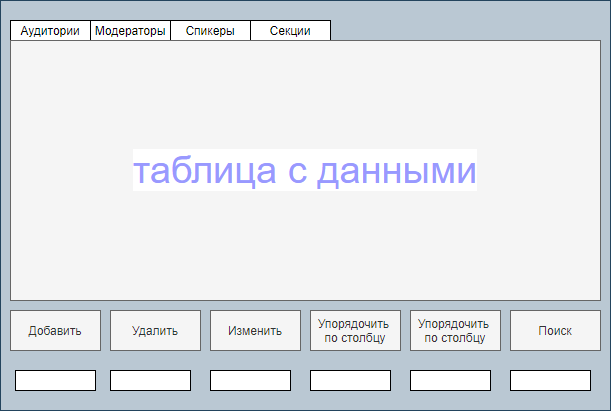 Аудитории Модераторы Спикеры Секции
таблица с данными
Добавить Удалить Изменить Упорядочить по столбцу Упорядочить по столбцу Поиск